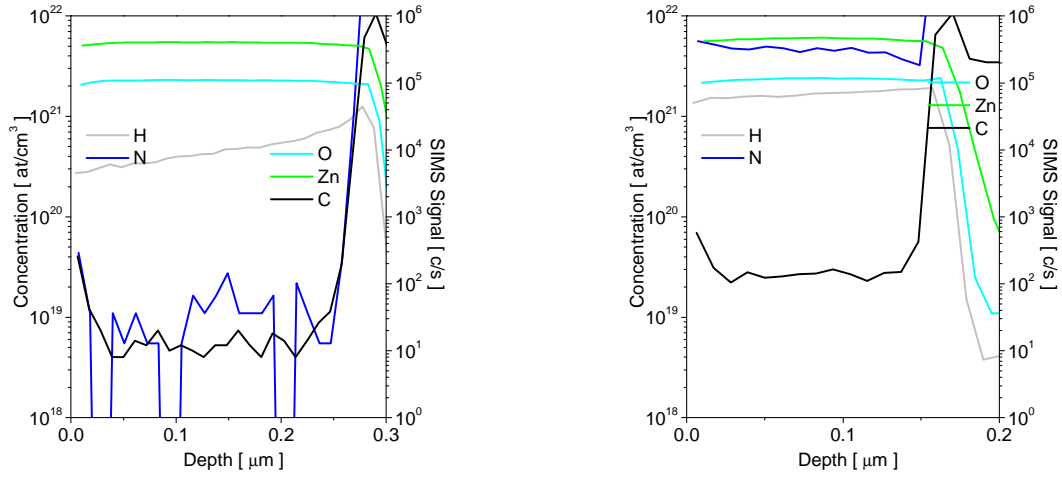 10^22
10^21
10^20
10^19
10^18
Concentration [ at/cm^3 ]
H
N
O
Zn
C
10^6
10^5
10^4
10^3
10^2
10^1
10^0
SIMS Signal [ c/s ]
0.0 0.1 0.2 0.3
Depth [ μm ]
10^22
10^21
10^20
10^19
10^18
Concentration [ at/cm^3 ]
H
N
O
Zn
C
10^6
10^5
10^4
10^3
10^2
10^1
10^0
SIMS Signal [ c/s ]
0.0 0.1 0.2
Depth [ μm ]